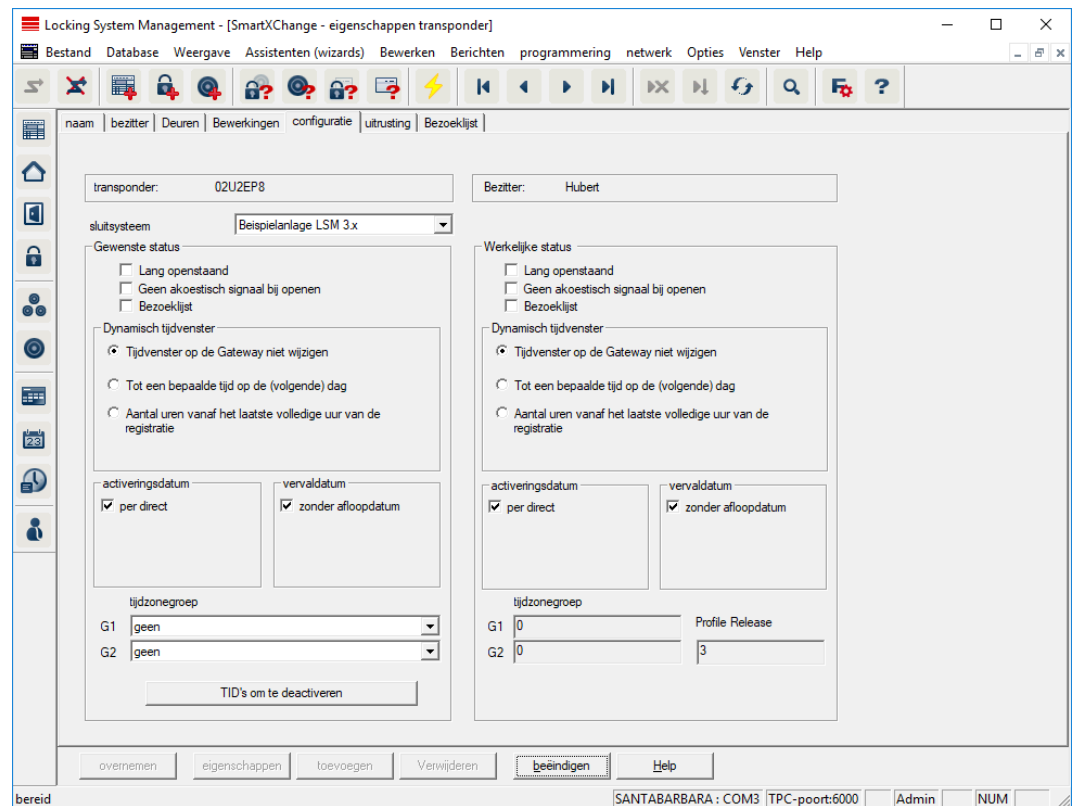 Locking System Management - [SmartXChange - eigenschappen transponder]
Bestand Database Weergave Assistenten (wizards) Bewerken Berichten programmering netwerk Opties Venster Help
naam bezitter Deuren Bewerkingen configuratie uitrusting Bezoeklijst
transponder: 02U2EP8
Bezitter: Hubert
sluitsysteem Beispielanlage LSM 3.x
Gewenste status
Lang openstaand
Geen akoestisch signaal bij openen
Bezoeklijst
Dynamisch tijdvenster
Tijdvenster op de Gateway niet wijzigen
Tot een bepaalde tijd op de (volgende) dag
Aantal uren vanaf het laatste volledige uur van de
registratie
activeringsdatum
per direct
vervaldatum
zonder afloopdatum
tijdzonegroep
G1 geen
G2 geen
TID's om te deactiveren
Werkelijke status
Lang openstaand
Geen akoestisch signaal bij openen
Bezoeklijst
Dynamisch tijdvenster
Tijdvenster op de Gateway niet wijzigen
Tot een bepaalde tijd op de (volgende) dag
Aantal uren vanaf het laatste volledige uur van de
registratie
activeringsdatum
per direct
vervaldatum
zonder afloopdatum
tijdzonegroep
G1 0
G2 0
Profile Release
3
23
overnemen eigenschappen toevoegen Verwijderen beëindigen Help
bereid SANTABARBARA : COM3 TPC-poort:6000 Admin NUM